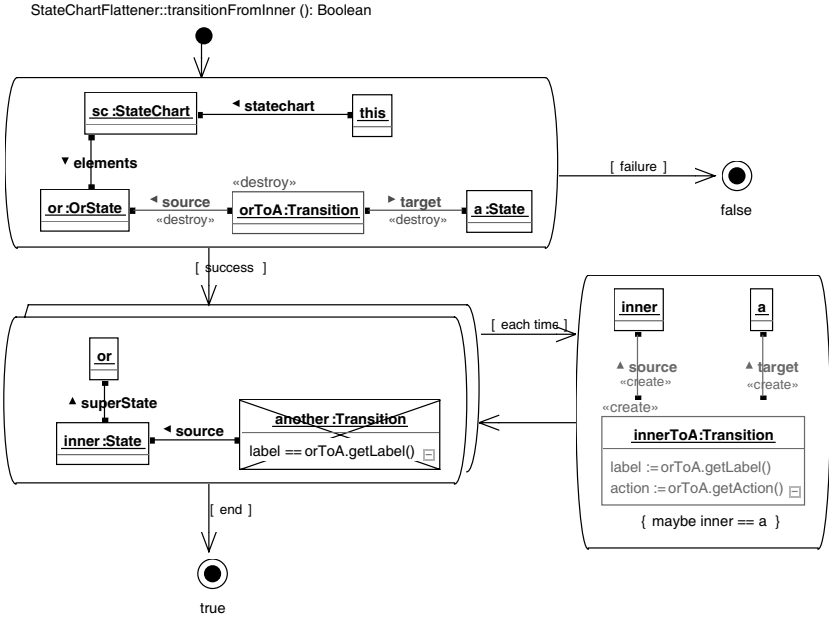 StateChartFlattener::transitionFromInner (): Boolean
sc :StateChart
◄ statechart
this
▼ elements
[ failure ]
«destroy»
or :OrState
◄ source
«destroy»
orToA:Transition
► target
«destroy»
a :State
false
[ success ]
[ each time ]
inner
a
or
▲ source
«create»
▲ target
«create»
▲ superState
«create»
inner :State
◄ source
another :Transition
label == orToA.getLabel()
innerToA:Transition
label := orToA.getLabel()
action := orToA.getAction()
{ maybe inner == a }
[ end ]
true